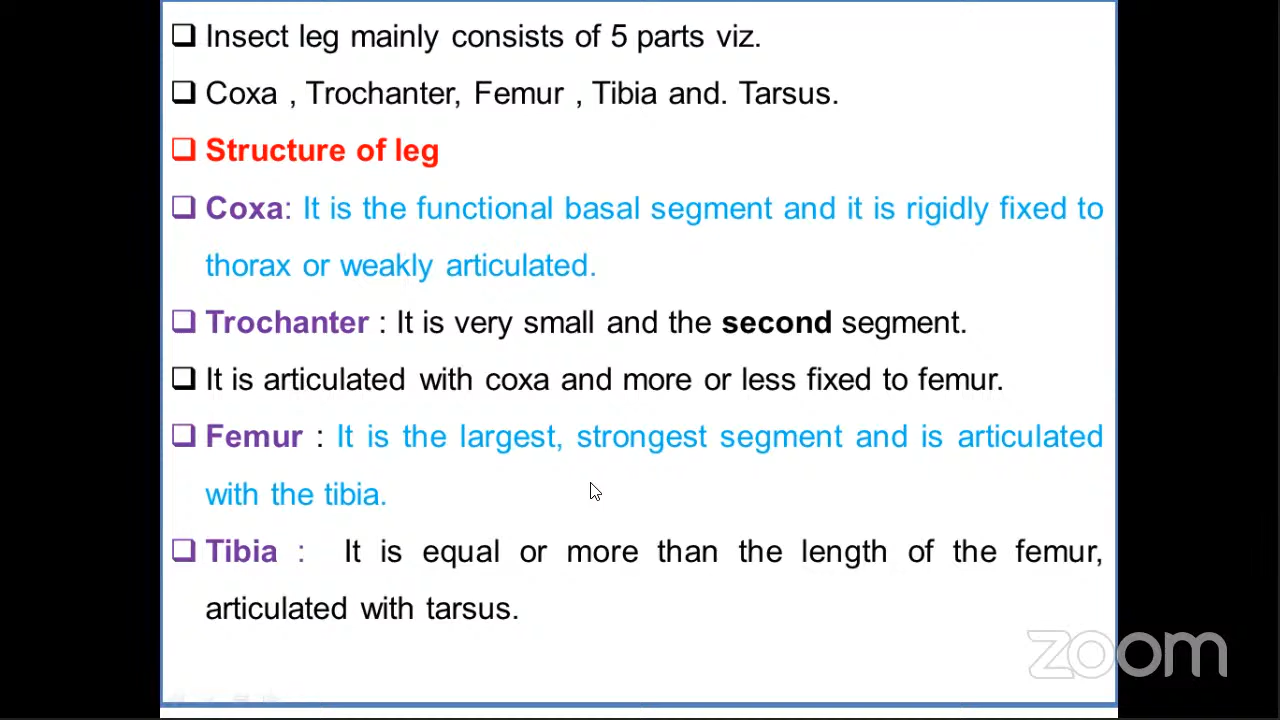 ❑ Insect leg mainly consists of 5 parts viz.
❑ Coxa , Trochanter, Femur , Tibia and. Tarsus.
❑ Structure of leg
❑ Coxa: It is the functional basal segment and it is rigidly fixed to
thorax or weakly articulated.
❑ Trochanter : It is very small and the second segment.
❑ It is articulated with coxa and more or less fixed to femur.
❑ Femur : It is the largest, strongest segment and is articulated
with the tibia.
❑ Tibia : It is equal or more than the length of the femur,
articulated with tarsus.
zoom